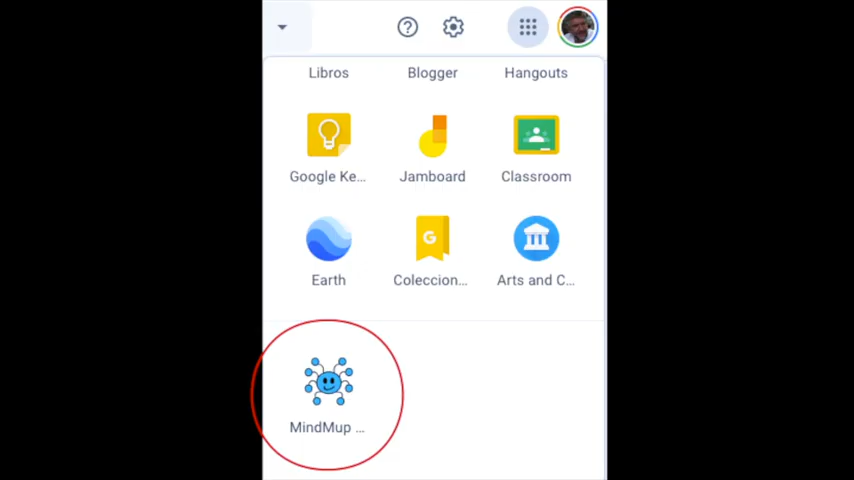 Libros Blogger Hangouts
Google Ke... Jamboard Classroom
G
Earth Coleccion... Arts and C...
MindMup ...